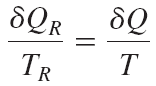 δQ_R / T_R = δQ / T